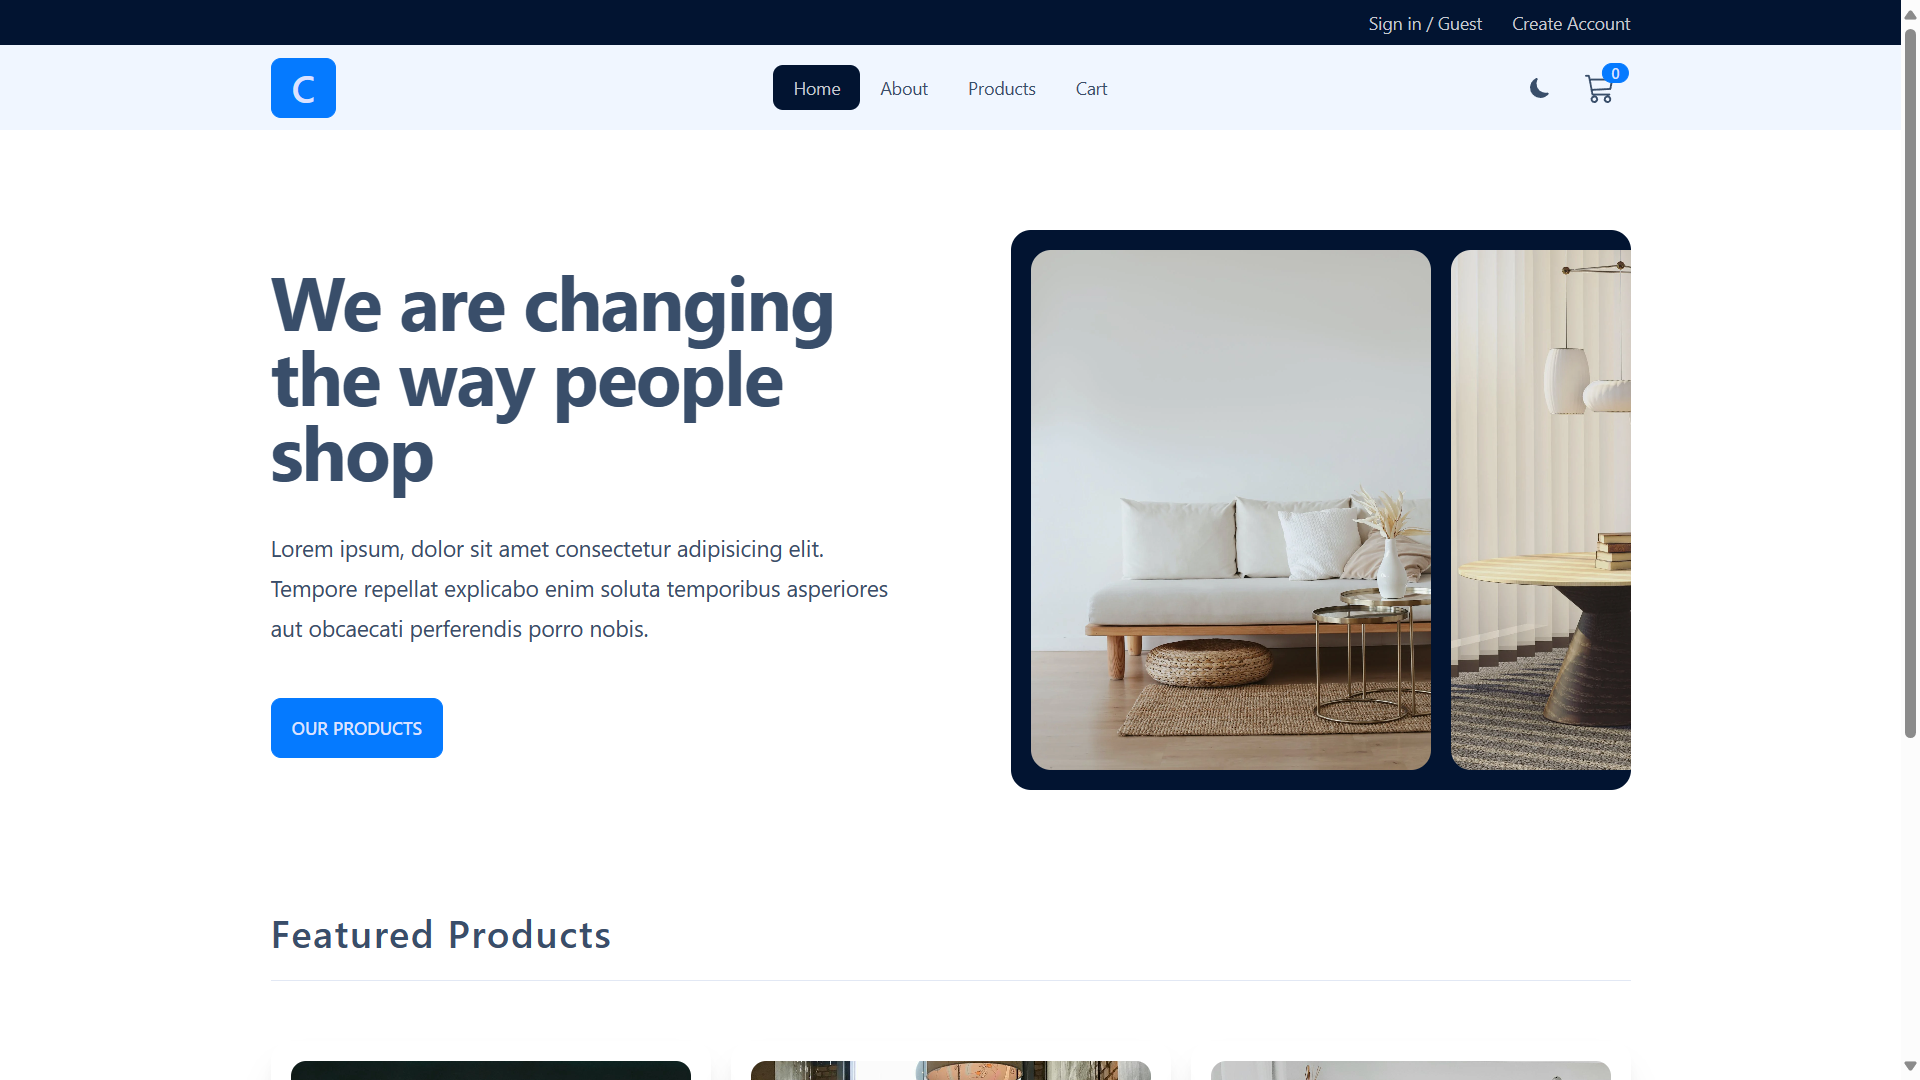 Sign in / Guest Create Account
C Home About Products Cart 0
We are changing
the way people
shop
Lorem ipsum, dolor sit amet consectetur adipisicing elit.
Tempore repellat explicabo enim soluta temporibus asperiores
aut obcaecati perferendis porro nobis.
OUR PRODUCTS
Featured Products